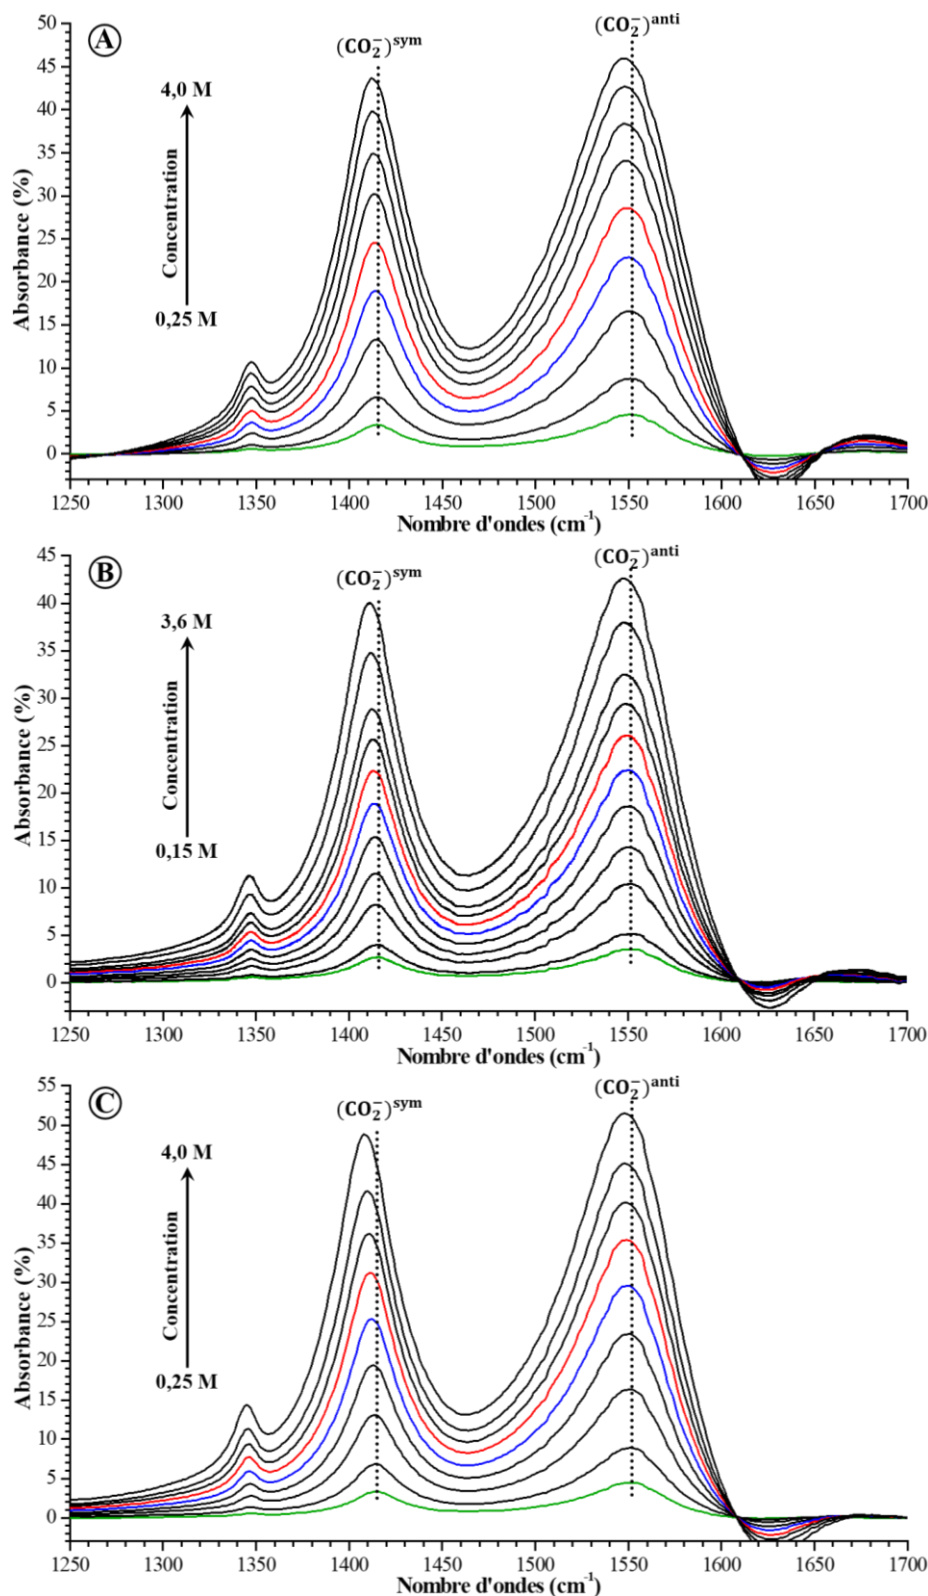 A
(CO₂⁻)ˢʸᵐ
(CO₂⁻)ᵃⁿᵗⁱ
4,0 M
Concentration
0,25 M
Absorbance (%)
50
45
40
35
30
25
20
15
10
5
0
1250 1300 1350 1400 1450 1500 1550 1600 1650 1700
Nombre d'ondes (cm⁻¹)
B
(CO₂⁻)ˢʸᵐ
(CO₂⁻)ᵃⁿᵗⁱ
3,6 M
Concentration
0,15 M
Absorbance (%)
45
40
35
30
25
20
15
10
5
0
1250 1300 1350 1400 1450 1500 1550 1600 1650 1700
Nombre d'ondes (cm⁻¹)
C
(CO₂⁻)ˢʸᵐ
(CO₂⁻)ᵃⁿᵗⁱ
4,0 M
Concentration
0,25 M
Absorbance (%)
55
50
45
40
35
30
25
20
15
10
5
0
1250 1300 1350 1400 1450 1500 1550 1600 1650 1700
Nombre d'ondes (cm⁻¹)